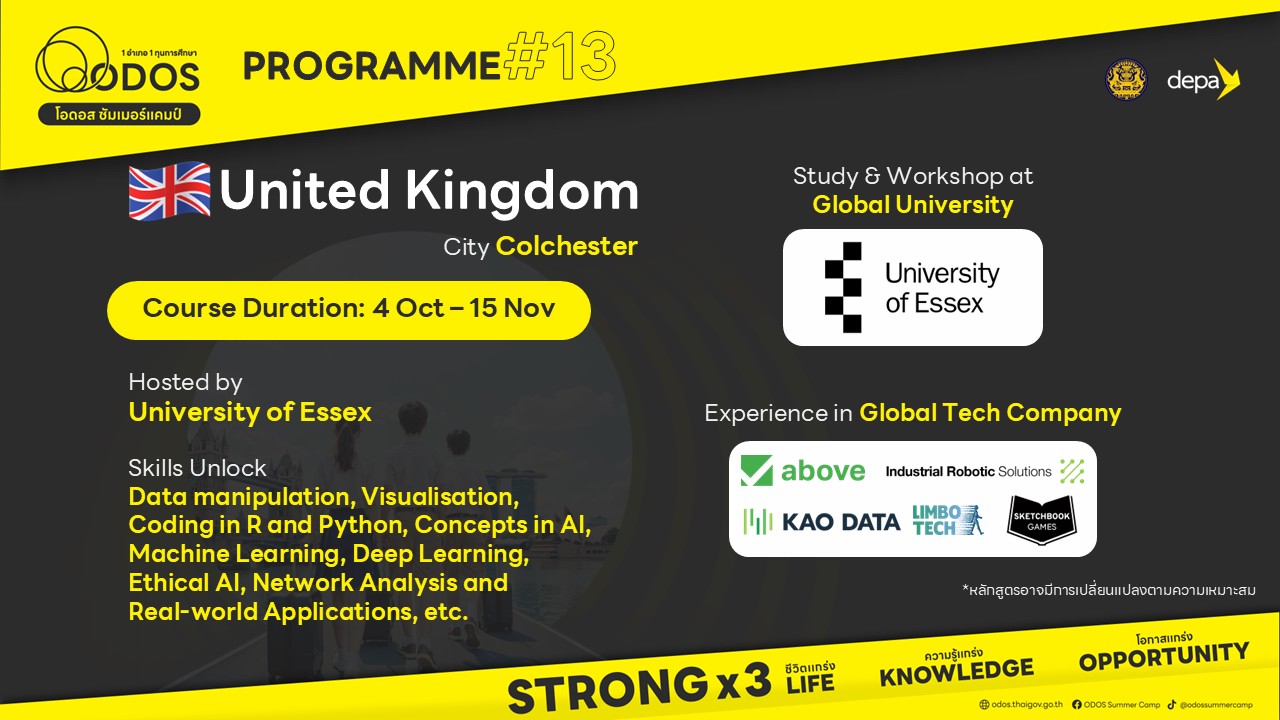 1 อำเภอ 1 ทุนการศึกษา
ODOS
โอดอส ซัมเมอร์แคมป์
PROGRAMME #13
depa
United Kingdom
City Colchester
Course Duration: 4 Oct – 15 Nov
Hosted by
University of Essex
Skills Unlock
Data manipulation, Visualisation,
Coding in R and Python, Concepts in AI,
Machine Learning, Deep Learning,
Ethical AI, Network Analysis and
Real-world Applications, etc.
Study & Workshop at
Global University
University
of Essex
Experience in Global Tech Company
above
Industrial Robotic Solutions
KAO DATA
LIMBO
TECH
SKETCHBOOK
GAMES
*หลักสูตรอาจมีการเปลี่ยนแปลงตามความเหมาะสม
STRONG x 3
ชีวิตแกร่ง
LIFE
ความรู้แกร่ง
KNOWLEDGE
โอกาสแกร่ง
OPPORTUNITY
odos.thaigov.go.th ODOS Summer Camp @odossummercamp